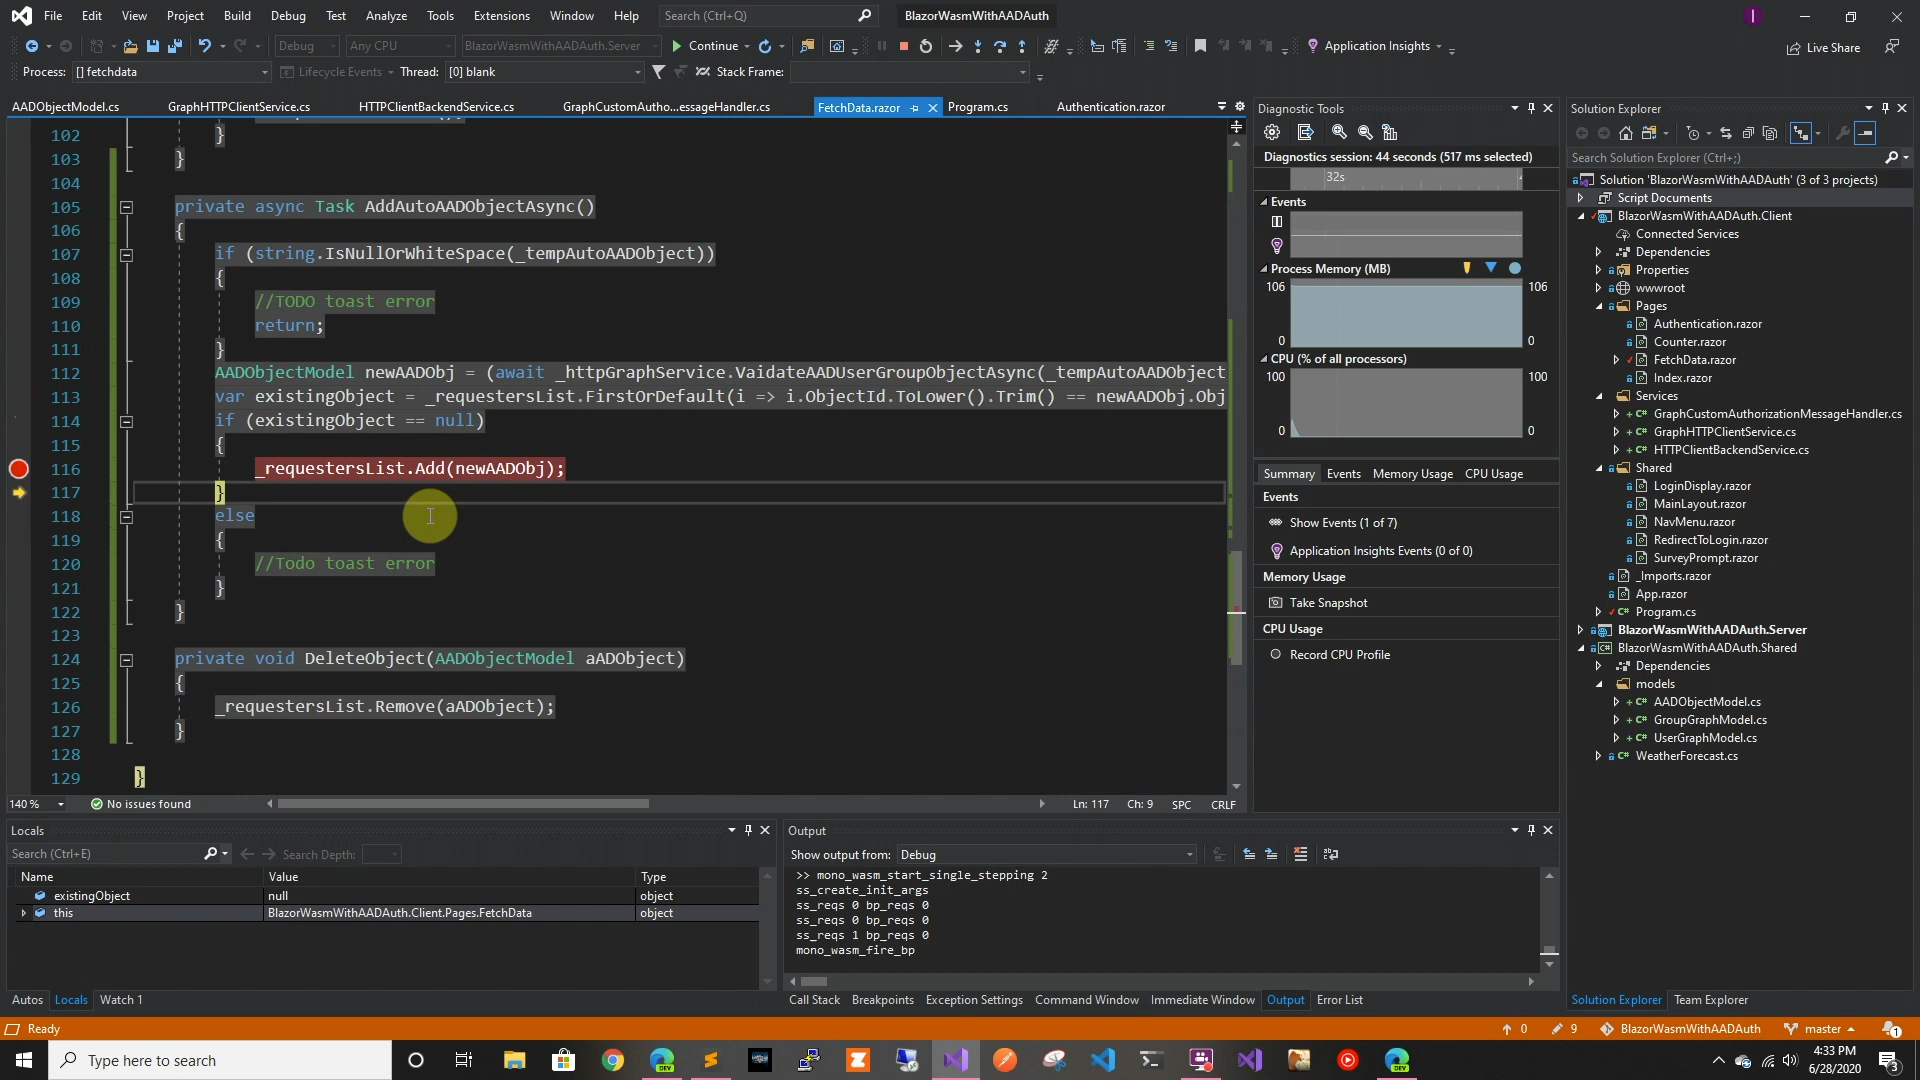 File Edit View Project Build Debug Test Analyze Tools Extensions Window Help Search (Ctrl+Q) BlazorWasmWithAADAuth
Debug Any CPU BlazorWasmWithAADAuth.Server Continue Application Insights Live Share
Process: [] fetchdata Lifecycle Events Thread: [0] blank Stack Frame:
AADObjectModel.cs GraphHTTPClientService.cs HTTPClientBackendService.cs GraphCustomAutho...essageHandler.cs FetchData.razor Program.cs Authentication.razor
102 }
103 }
104
105 private async Task AddAutoAADObjectAsync()
106 {
107 if (string.IsNullOrWhiteSpace(_tempAutoAADObject))
108 {
109 //TODO toast error
110 return;
111 }
112 AADObjectModel newAADObj = (await _httpGraphService.VaidateAADUserGroupObjectAsync(_tempAutoAADObject
113 var existingObject = _requestersList.FirstOrDefault(i => i.ObjectId.ToLower().Trim() == newAADObj.Obj
114 if (existingObject == null)
115 {
116 _requestersList.Add(newAADObj);
117 }
118 else
119 {
120 //Todo toast error
121 }
122 }
123
124 private void DeleteObject(AADObjectModel aADObject)
125 {
126 _requestersList.Remove(aADObject);
127 }
128
129 }
140 % No issues found Ln: 117 Ch: 9 SPC CRLF
Diagnostic Tools
Diagnostics session: 44 seconds (517 ms selected)
32s
Events
Process Memory (MB)
106 106
0 0
CPU (% of all processors)
100 100
0 0
Summary Events Memory Usage CPU Usage
Events
Show Events (1 of 7)
Application Insights Events (0 of 0)
Memory Usage
Take Snapshot
CPU Usage
Record CPU Profile
Solution Explorer
Search Solution Explorer (Ctrl+;)
Solution 'BlazorWasmWithAADAuth' (3 of 3 projects)
Script Documents
BlazorWasmWithAADAuth.Client
Connected Services
Dependencies
Properties
wwwroot
Pages
Authentication.razor
Counter.razor
FetchData.razor
Index.razor
Services
GraphCustomAuthorizationMessageHandler.cs
GraphHTTPClientService.cs
HTTPClientBackendService.cs
Shared
LoginDisplay.razor
MainLayout.razor
NavMenu.razor
RedirectToLogin.razor
SurveyPrompt.razor
_Imports.razor
App.razor
Program.cs
BlazorWasmWithAADAuth.Server
BlazorWasmWithAADAuth.Shared
Dependencies
models
AADObjectModel.cs
GroupGraphModel.cs
UserGraphModel.cs
WeatherForecast.cs
Solution Explorer Team Explorer
Locals
Search (Ctrl+E) Search Depth:
Name Value Type
existingObject null object
this BlazorWasmWithAADAuth.Client.Pages.FetchData object
Autos Locals Watch 1
Output
Show output from: Debug
>> mono_wasm_start_single_stepping 2
ss_create_init_args
ss_reqs 0 bp_reqs 0
ss_reqs 0 bp_reqs 0
ss_reqs 1 bp_reqs 0
mono_wasm_fire_bp
Call Stack Breakpoints Exception Settings Command Window Immediate Window Output Error List
Ready 0 9 BlazorWasmWithAADAuth master 1
Type here to search
4:33 PM
6/28/2020
3